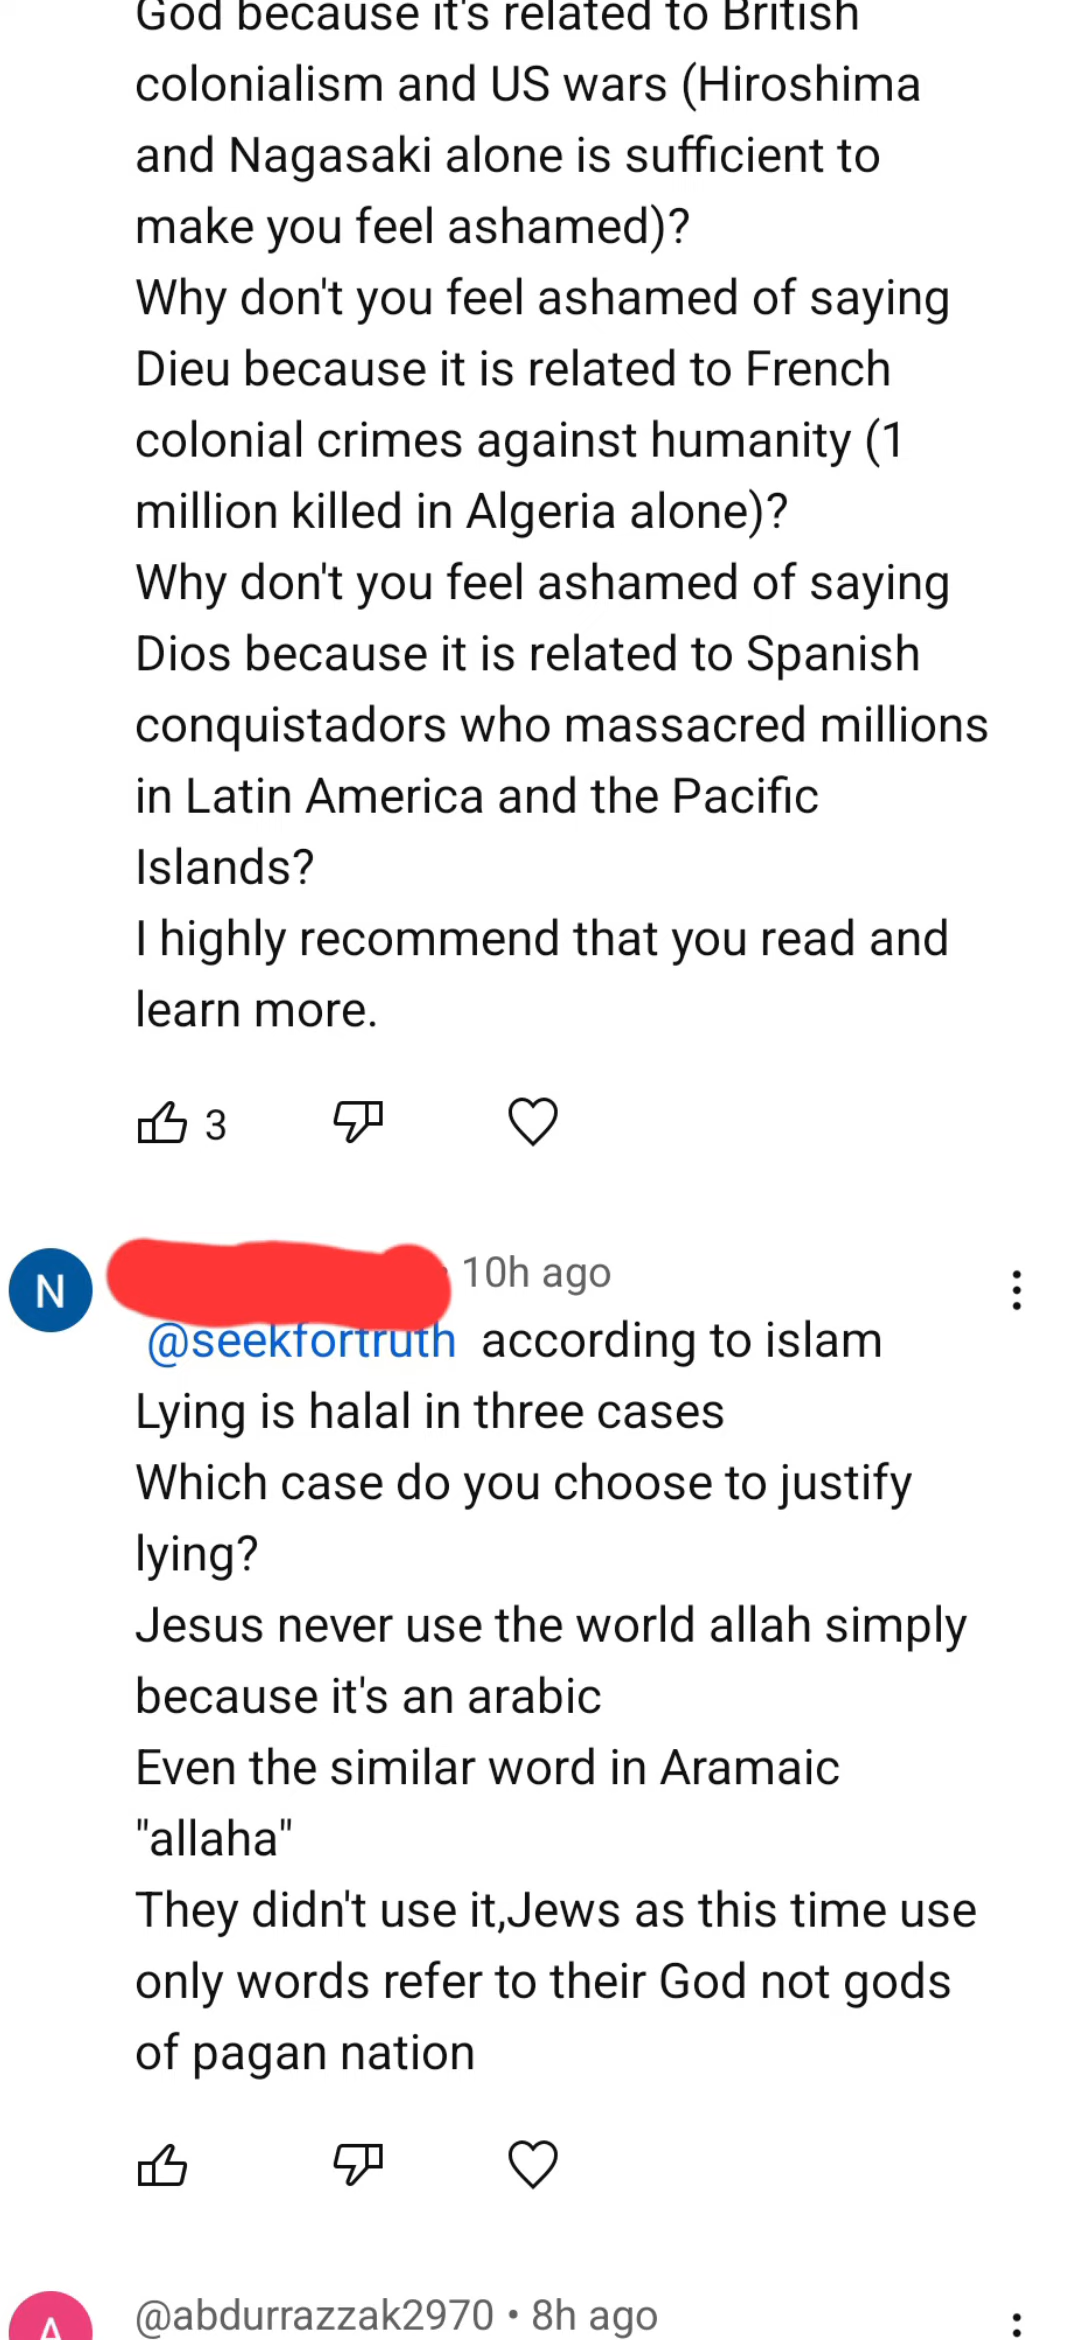 God because it's related to British
colonialism and US wars (Hiroshima
and Nagasaki alone is sufficient to
make you feel ashamed)?
Why don't you feel ashamed of saying
Dieu because it is related to French
colonial crimes against humanity (1
million killed in Algeria alone)?
Why don't you feel ashamed of saying
Dios because it is related to Spanish
conquistadors who massacred millions
in Latin America and the Pacific
Islands?
I highly recommend that you read and
learn more.
3
N
10h ago
@seekfortruth according to islam
Lying is halal in three cases
Which case do you choose to justify
lying?
Jesus never use the world allah simply
because it's an arabic
Even the similar word in Aramaic
"allaha"
They didn't use it,Jews as this time use
only words refer to their God not gods
of pagan nation
A
@abdurrazzak2970 • 8h ago